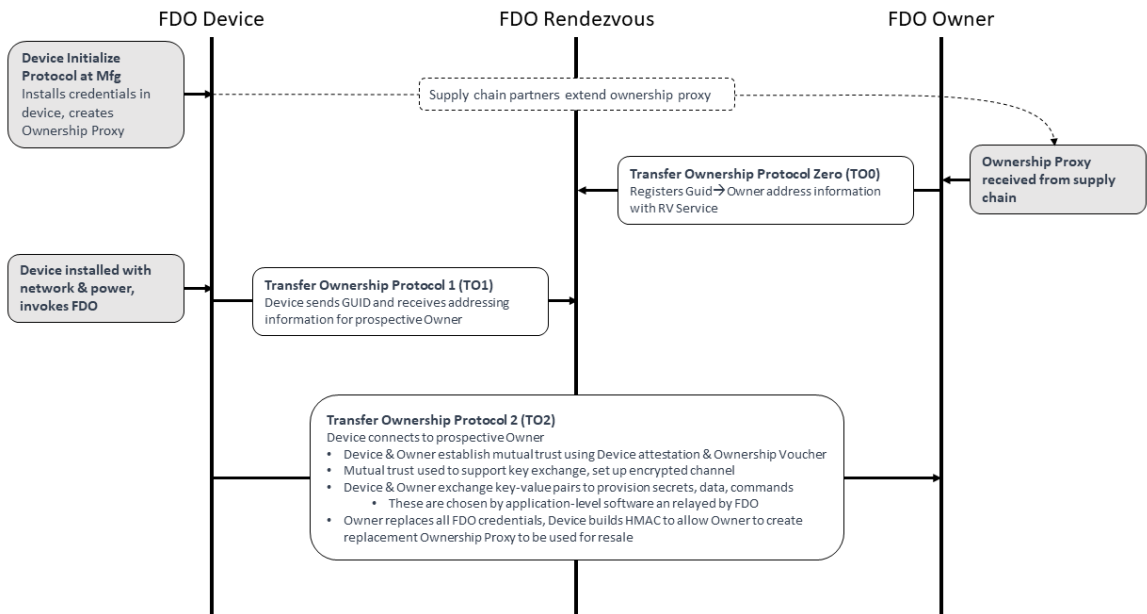 FDO Device
FDO Rendezvous
FDO Owner
Device Initialize
Protocol at Mfg
Installs credentials in
device, creates
Ownership Proxy
Supply chain partners extend ownership proxy
Transfer Ownership Protocol Zero (TO0)
Registers Guid→Owner address information
with RV Service
Ownership Proxy
received from supply
chain
Device installed with
network & power,
invokes FDO
Transfer Ownership Protocol 1 (TO1)
Device sends GUID and receives addressing
information for prospective Owner
Transfer Ownership Protocol 2 (TO2)
Device connects to prospective Owner
• Device & Owner establish mutual trust using Device attestation & Ownership Voucher
• Mutual trust used to support key exchange, set up encrypted channel
• Device & Owner exchange key-value pairs to provision secrets, data, commands
• These are chosen by application-level software an relayed by FDO
• Owner replaces all FDO credentials, Device builds HMAC to allow Owner to create
replacement Ownership Proxy to be used for resale